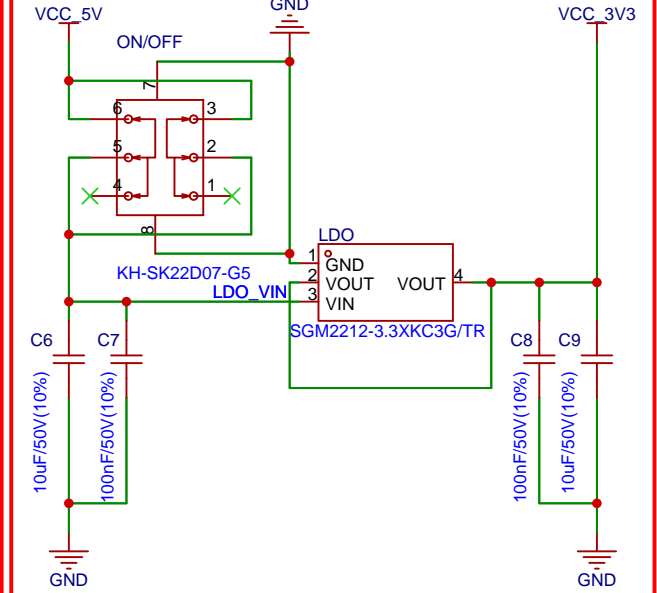 GND
VCC_5V
VCC_3V3
ON/OFF
7
6
3
5
2
4
1
8
KH-SK22D07-G5
LDO_VIN
LDO
1
GND
2
VOUT
VOUT
4
3
VIN
SGM2212-3.3XKC3G/TR
C6
C7
C8
C9
10uF/50V(10%)
100nF/50V(10%)
100nF/50V(10%)
10uF/50V(10%)
GND
GND